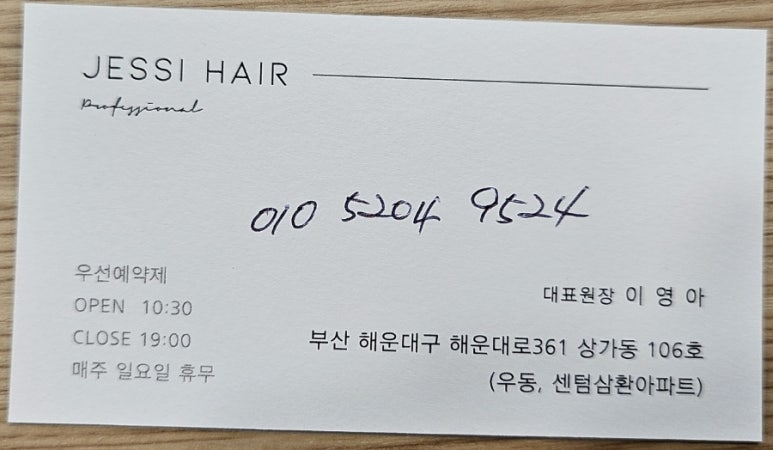 JESSI HAIR
Professional
010 5204 9524
우선예약제
OPEN 10:30
CLOSE 19:00
매주 일요일 휴무
대표원장 이 영 아
부산 해운대구 해운대로361 상가동 106호
(우동, 센텀삼환아파트)